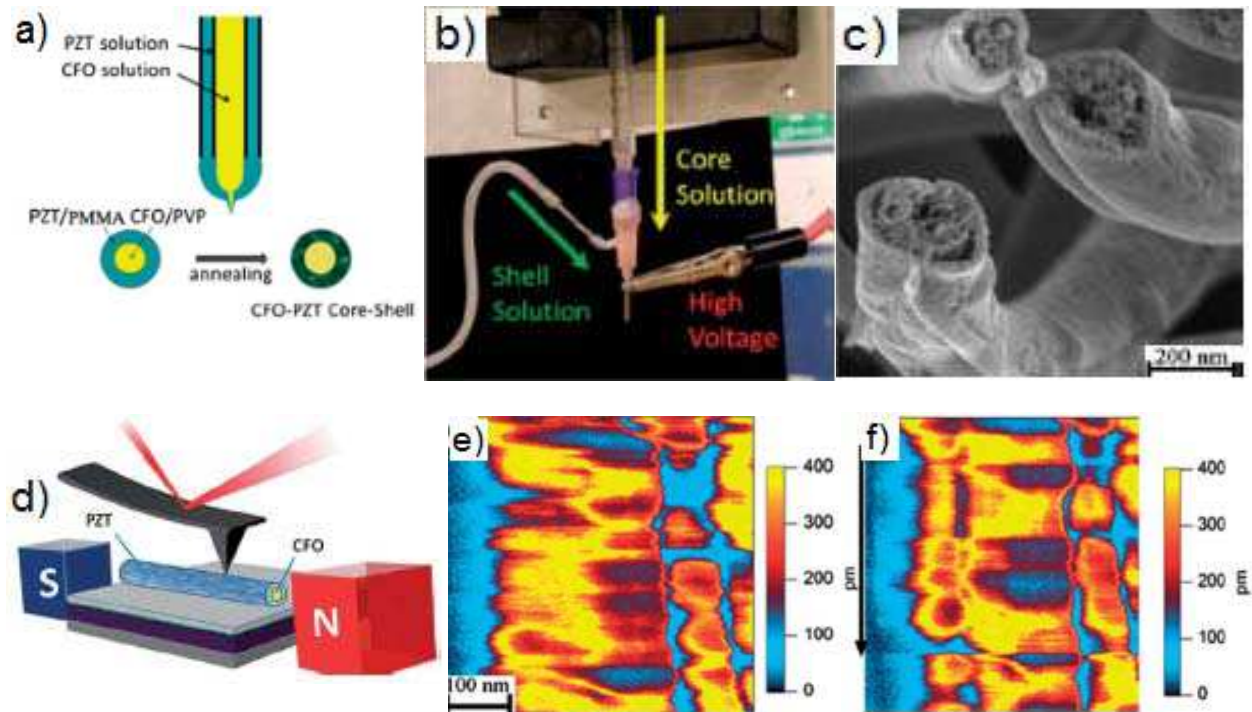 a)
PZT solution
CFO solution
PZT/PMMA CFO/PVP
annealing
CFO-PZT Core-Shell
b)
Core
Solution
Shell
Solution
High
Voltage
c)
200 nm
d)
PZT
CFO
S
N
e)
400
300
200
100
0
pm
100 nm
f)
400
300
200
100
0
pm